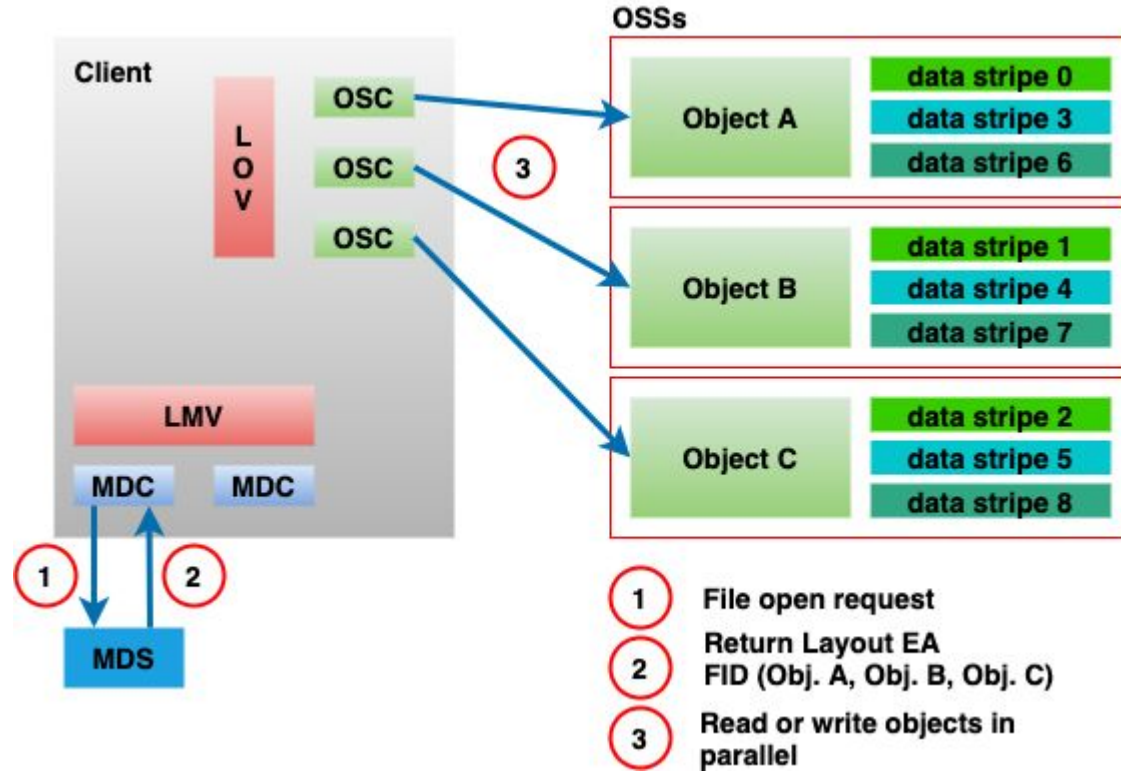 OSSs
Client
L
O
V
OSC
OSC
OSC
3
Object A
data stripe 0
data stripe 3
data stripe 6
Object B
data stripe 1
data stripe 4
data stripe 7
Object C
data stripe 2
data stripe 5
data stripe 8
LMV
MDC
MDC
1
2
MDS
1
File open request
2
Return Layout EA
FID (Obj. A, Obj. B, Obj. C)
3
Read or write objects in
parallel